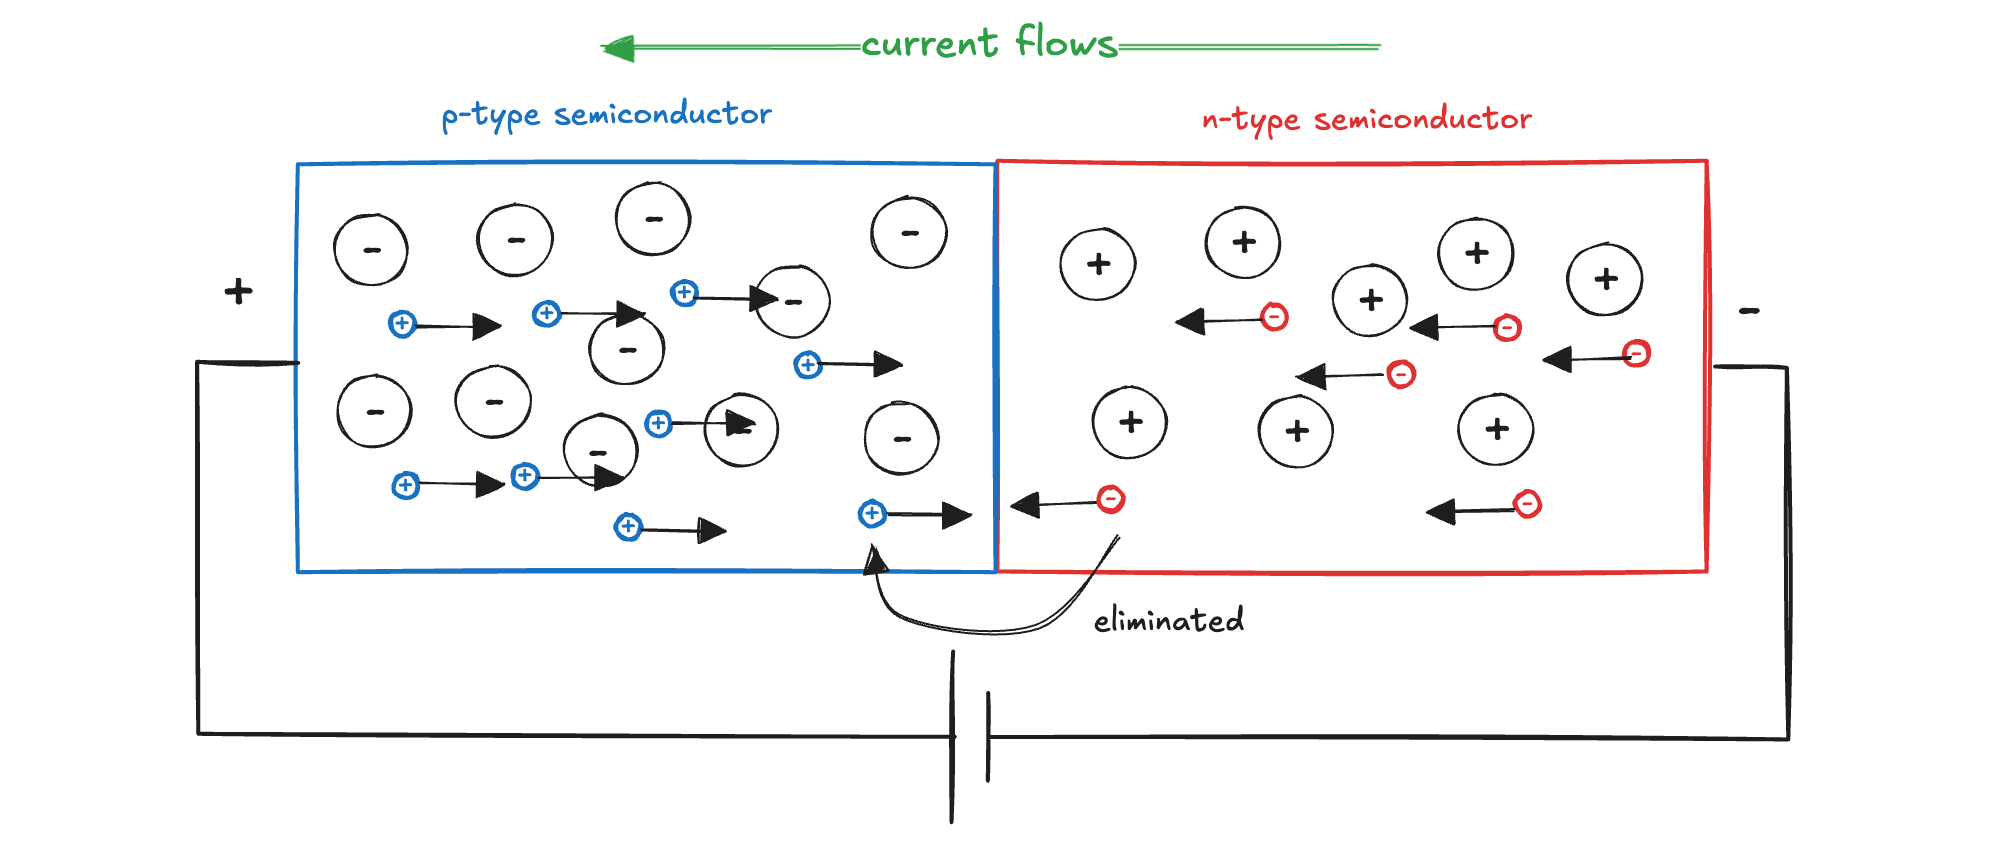 current flows
p-type semiconductor
n-type semiconductor
+
-
eliminated